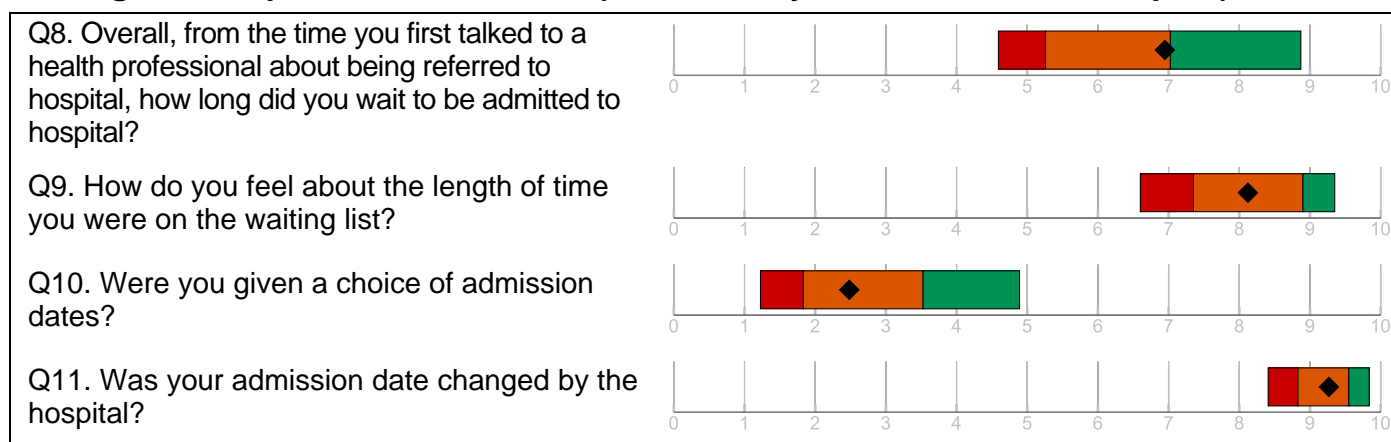 Q8. Overall, from the time you first talked to a
health professional about being referred to
hospital, how long did you wait to be admitted to
hospital?
0 1 2 3 4 5 6 7 8 9 10
Q9. How do you feel about the length of time
you were on the waiting list?
0 1 2 3 4 5 6 7 8 9 10
Q10. Were you given a choice of admission
dates?
0 1 2 3 4 5 6 7 8 9 10
Q11. Was your admission date changed by the
hospital?
0 1 2 3 4 5 6 7 8 9 10